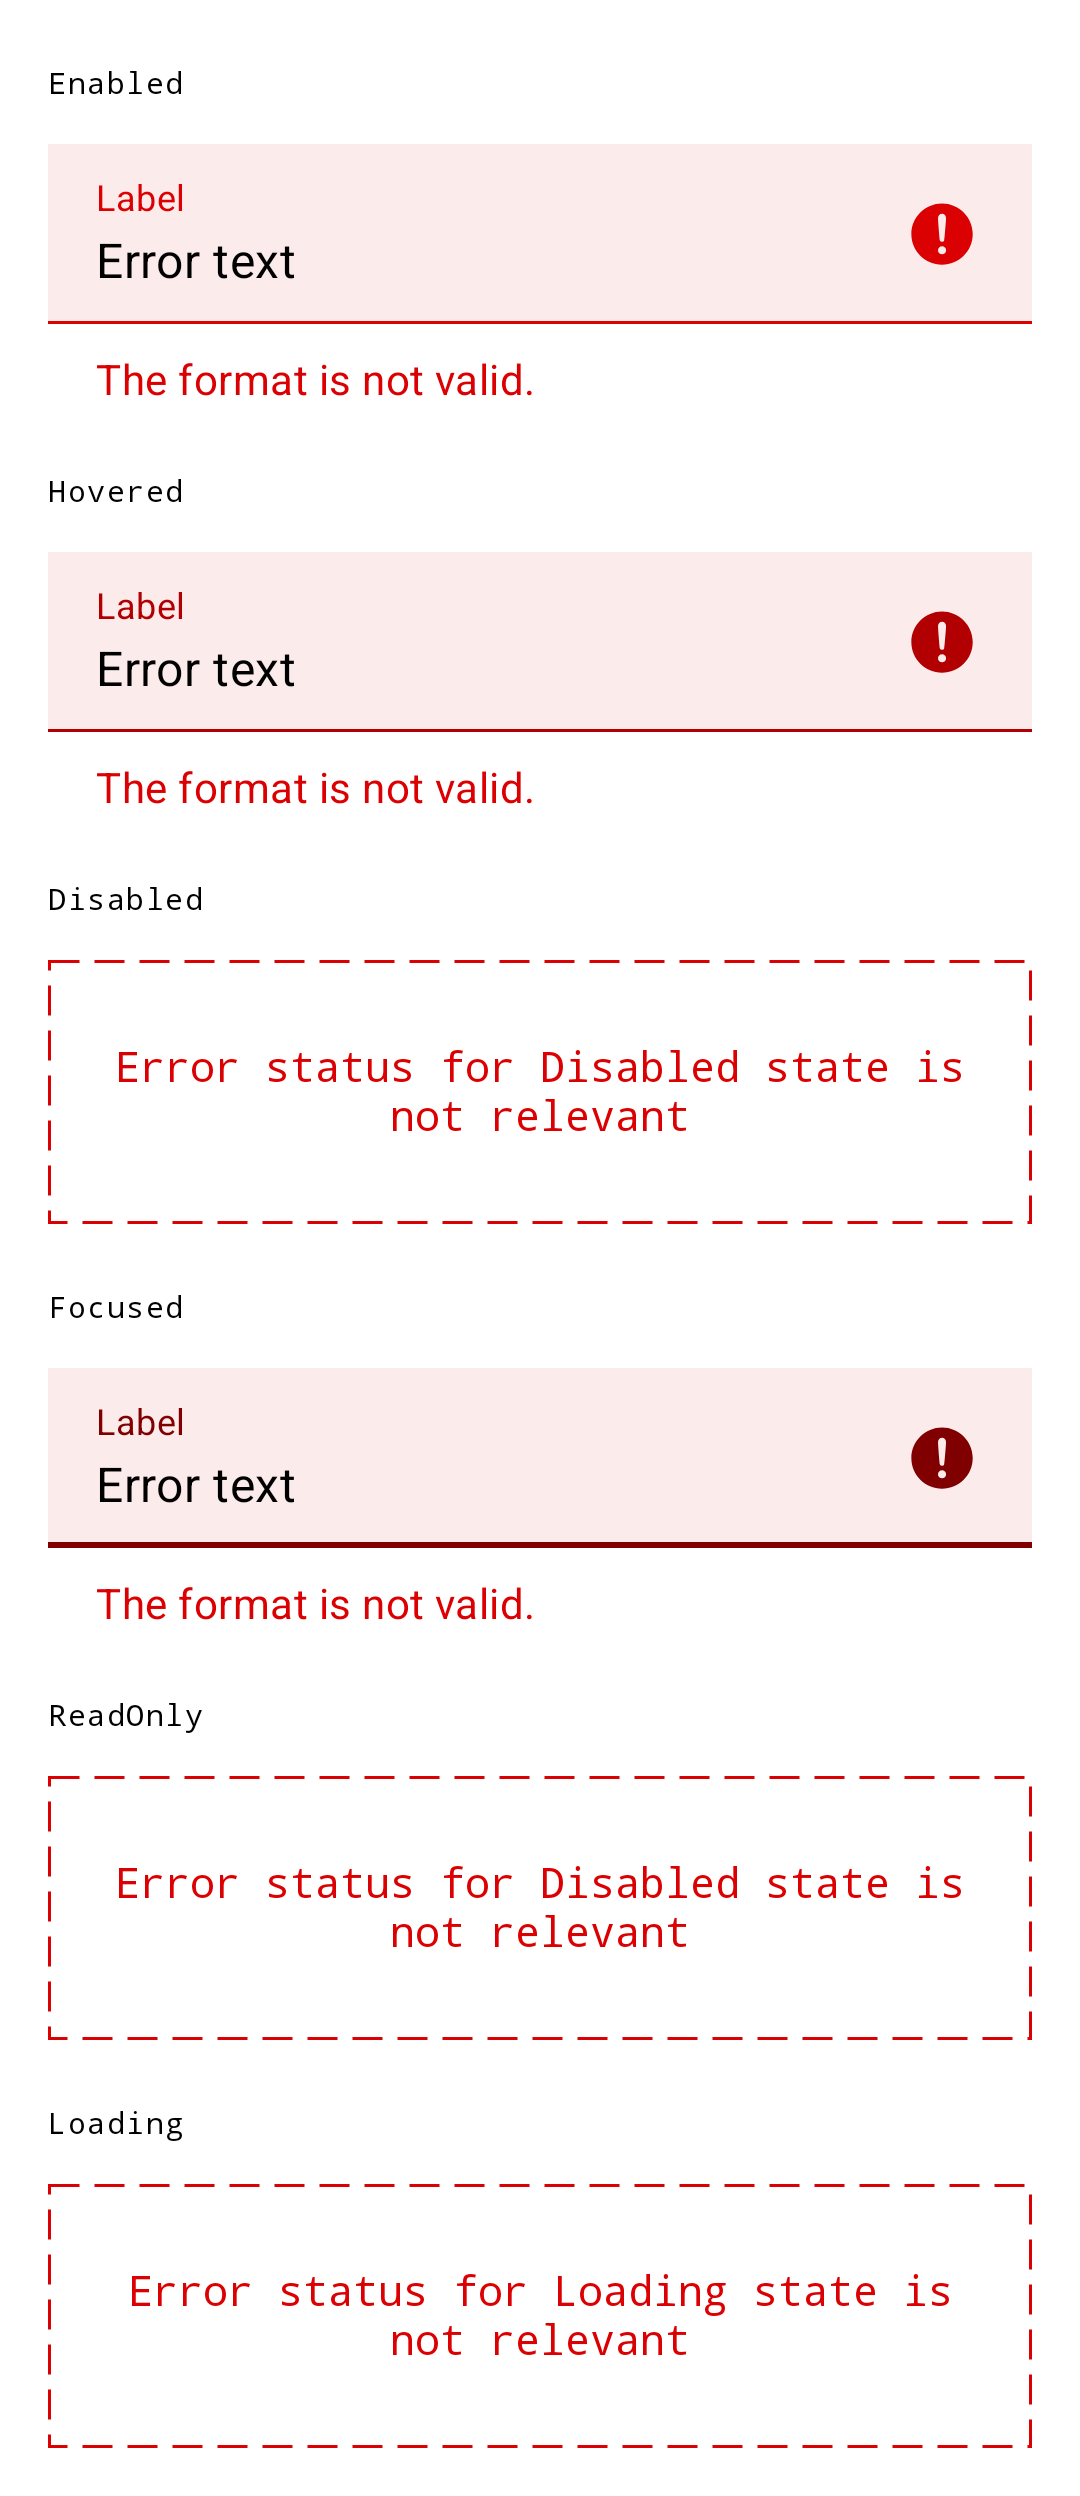 Enabled
Label
Error text
The format is not valid.
Hovered
Label
Error text
The format is not valid.
Disabled
Error status for Disabled state is
not relevant
Focused
Label
Error text
The format is not valid.
ReadOnly
Error status for Disabled state is
not relevant
Loading
Error status for Loading state is
not relevant